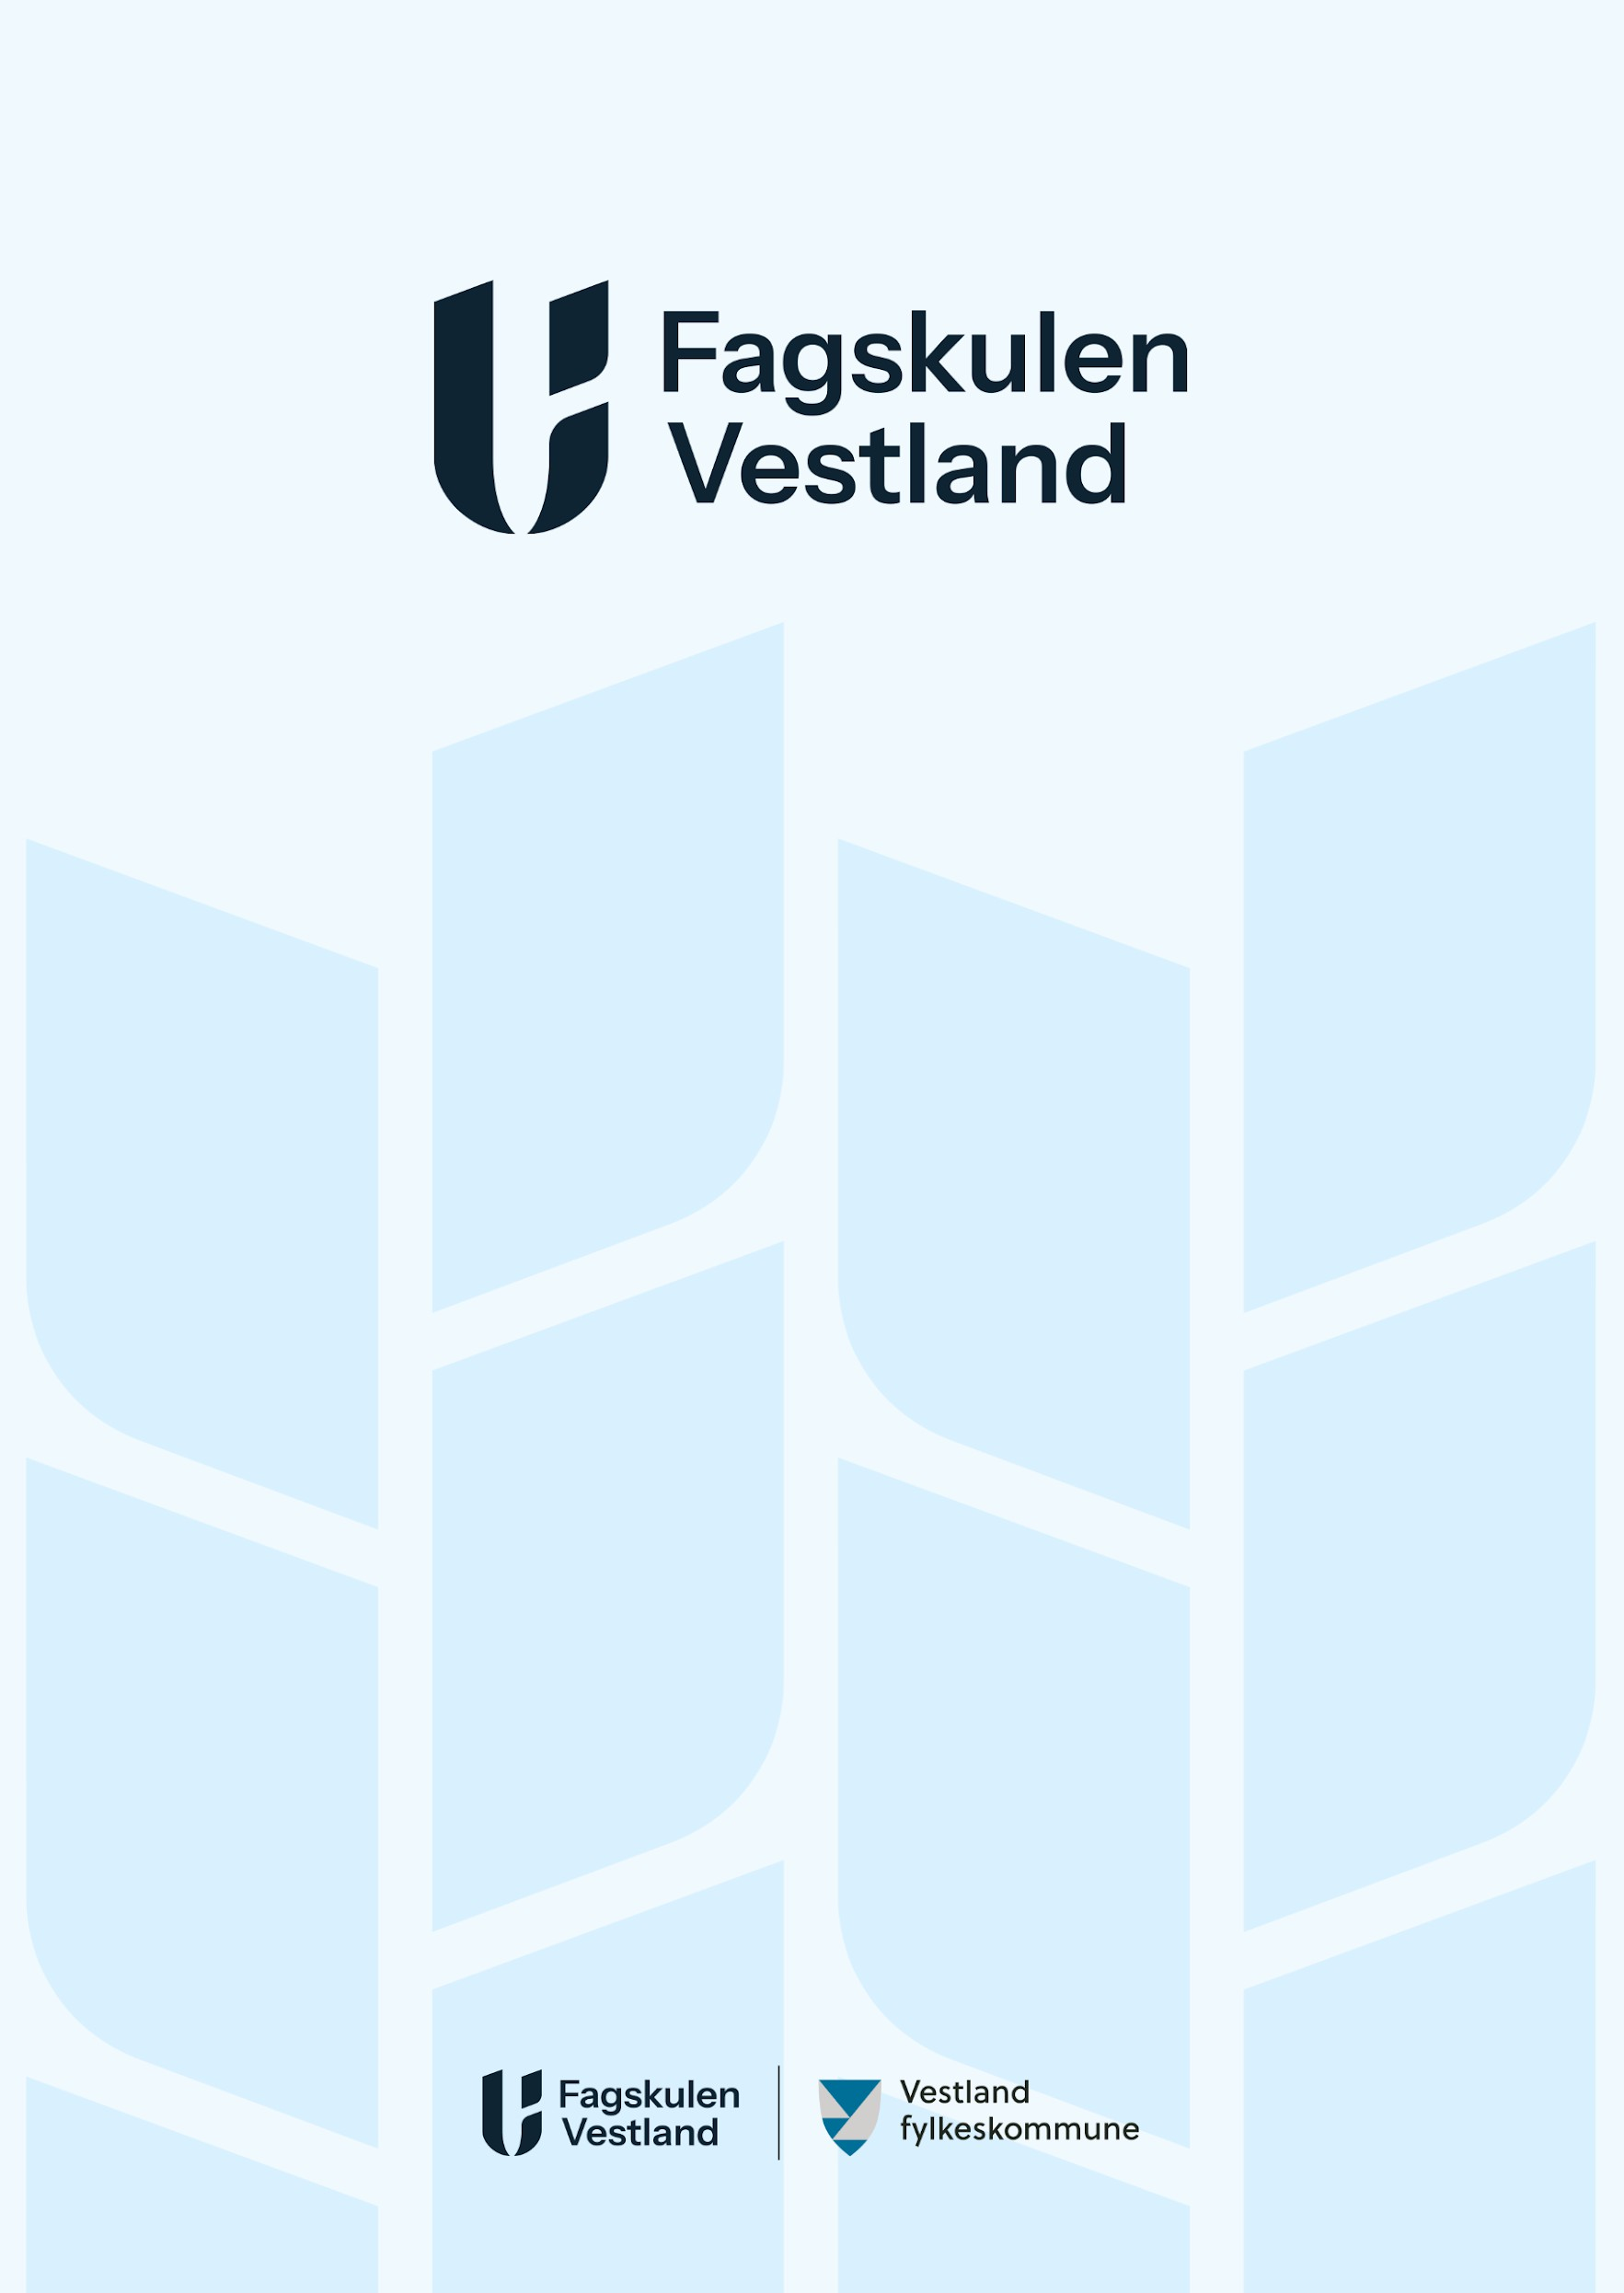 Fagskulen
Vestland
Fagskulen
Vestland
Vestland
fylkeskommune